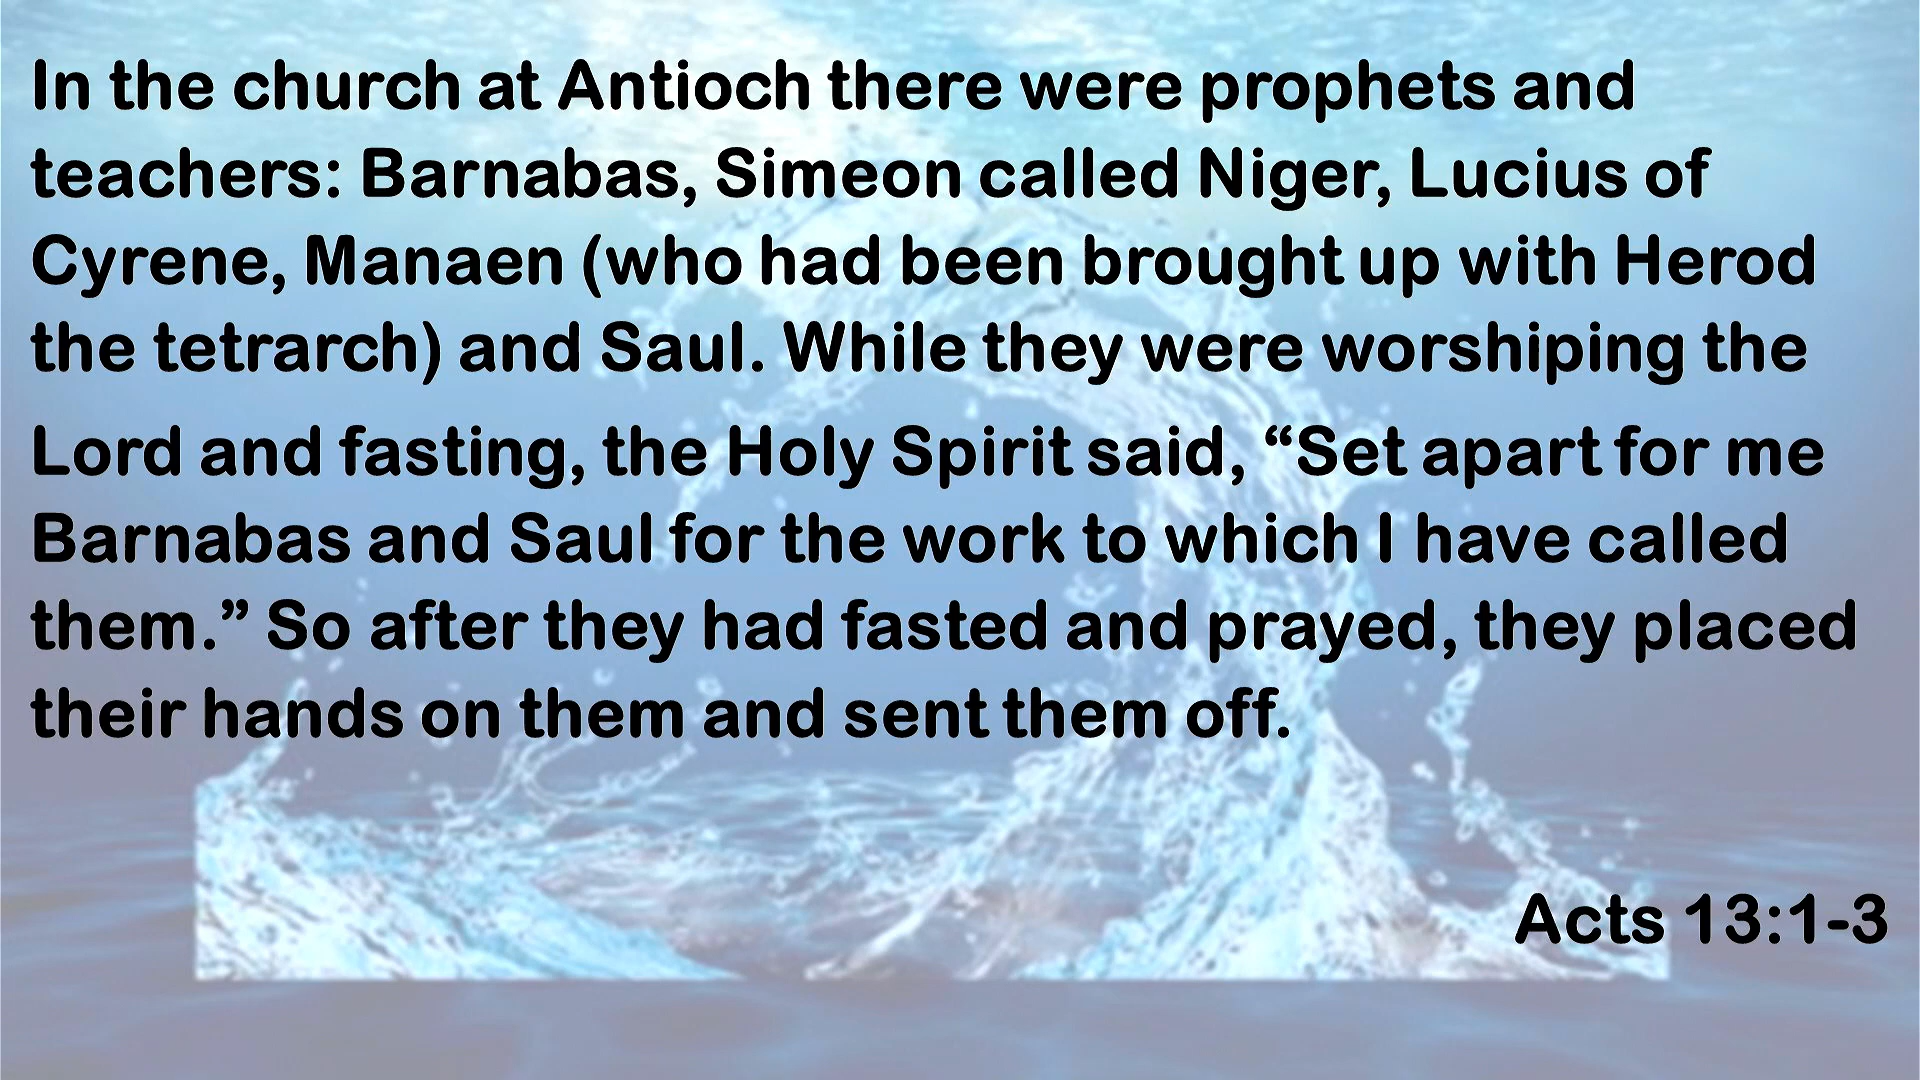 In the church at Antioch there were prophets and
teachers: Barnabas, Simeon called Niger, Lucius of
Cyrene, Manaen (who had been brought up with Herod
the tetrarch) and Saul. While they were worshiping the
Lord and fasting, the Holy Spirit said, “Set apart for me
Barnabas and Saul for the work to which I have called
them.” So after they had fasted and prayed, they placed
their hands on them and sent them off.
Acts 13:1-3